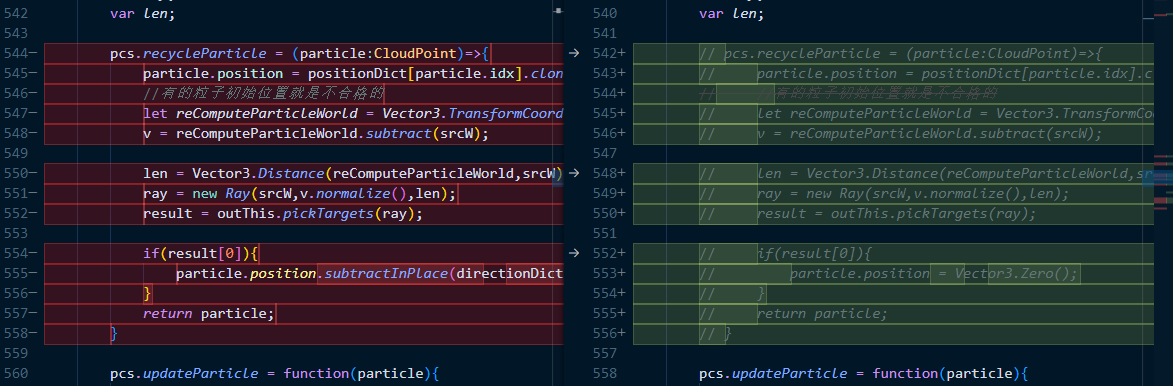 542 var len;
543
544− pcs.recycleParticle = (particle:CloudPoint)=>{
545− particle.position = positionDict[particle.idx].clon
546− //有的粒子初始位置就是不合格的
547− let reComputeParticleWorld = Vector3.TransformCoord
548− v = reComputeParticleWorld.subtract(srcW);
549
550− len = Vector3.Distance(reComputeParticleWorld,srcW)
551− ray = new Ray(srcW,v.normalize(),len);
552− result = outThis.pickTargets(ray);
553
554− if(result[0]){
555− particle.position.subtractInPlace(directionDict
556− }
557− return particle;
558− }
559
560 pcs.updateParticle = function(particle){
540 var len;
541
→ 542+ // pcs.recycleParticle = (particle:CloudPoint)=>{
543+ // particle.position = positionDict[particle.idx].c
544+ // //有的粒子初始位置就是不合格的
545+ // let reComputeParticleWorld = Vector3.TransformCoo
546+ // v = reComputeParticleWorld.subtract(srcW);
547
→ 548+ // len = Vector3.Distance(reComputeParticleWorld,sr
549+ // ray = new Ray(srcW,v.normalize(),len);
550+ // result = outThis.pickTargets(ray);
551
→ 552+ // if(result[0]){
553+ // particle.position = Vector3.Zero();
554+ // }
555+ // return particle;
556+ // }
557
558 pcs.updateParticle = function(particle){